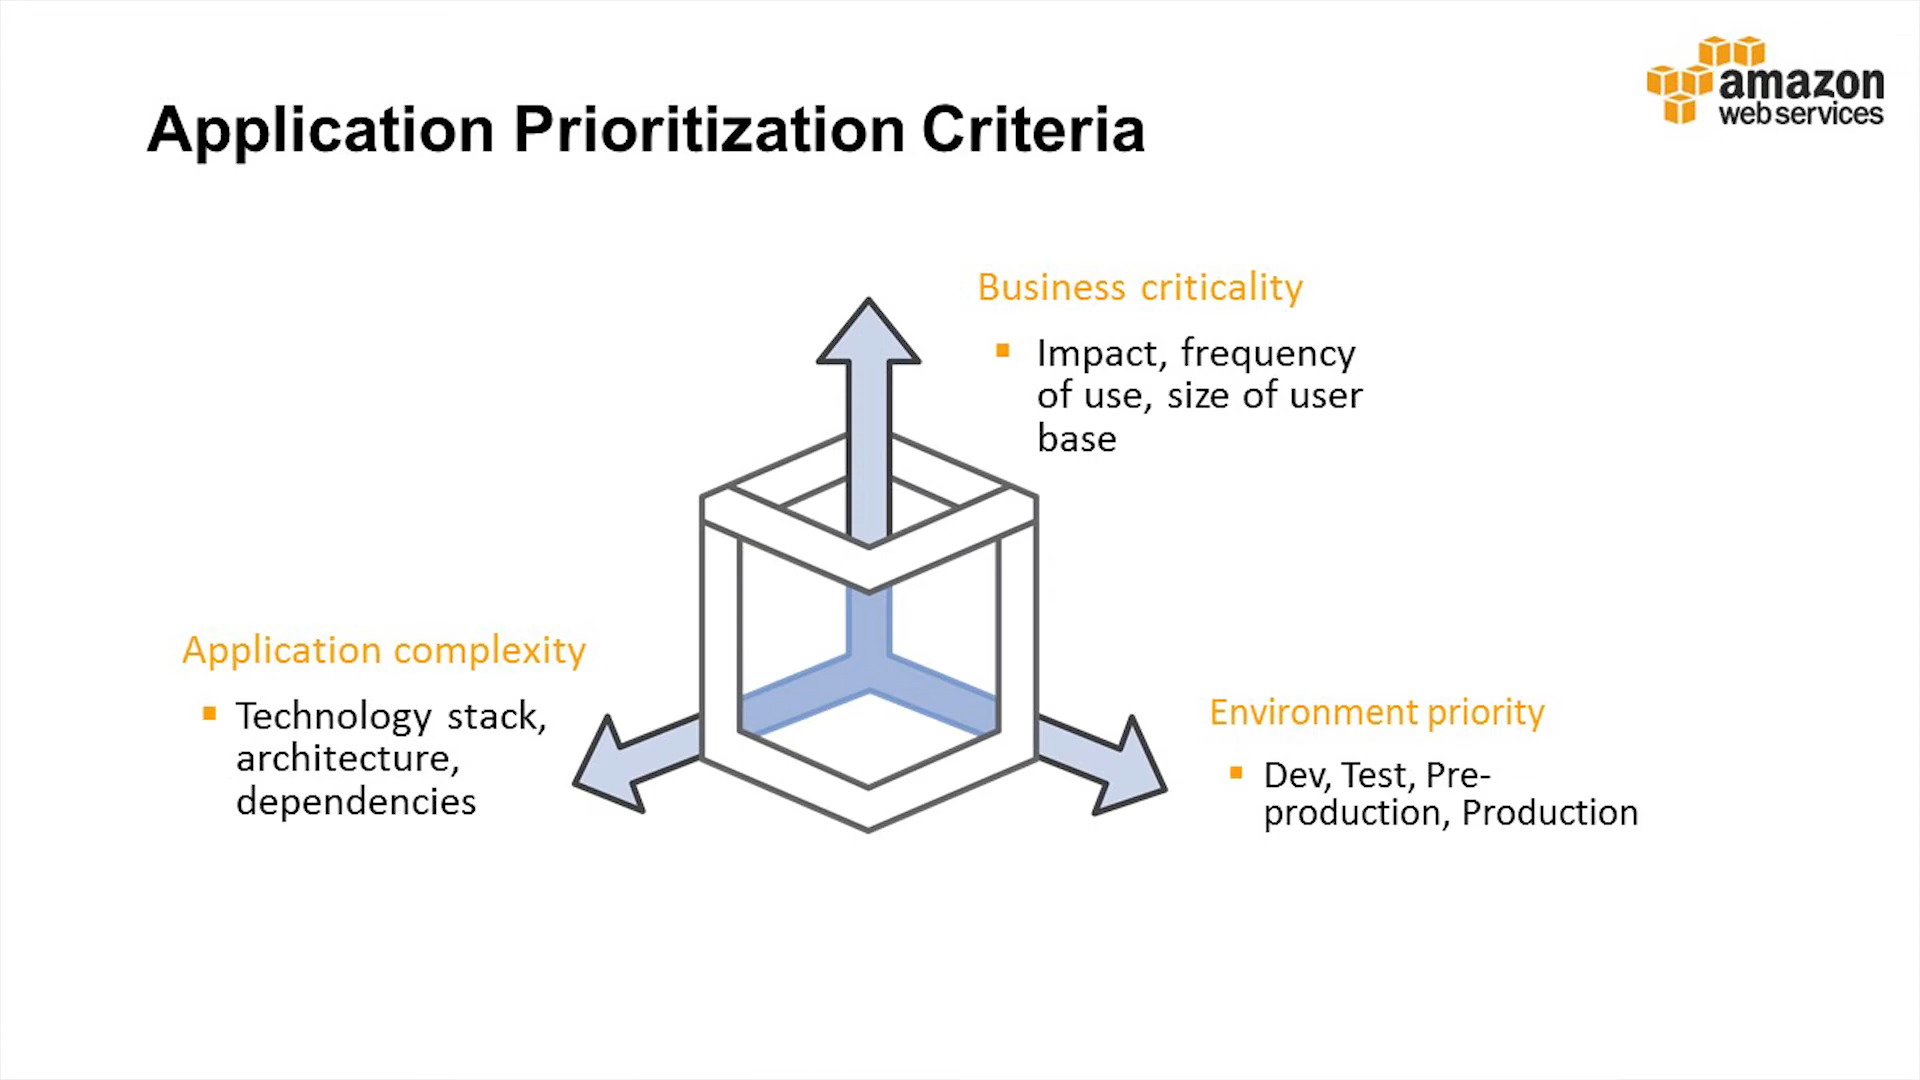 amazon
web services
Application Prioritization Criteria
Business criticality
Impact, frequency
of use, size of user
base
Application complexity
Technology stack,
architecture,
dependencies
Environment priority
Dev, Test, Pre-
production, Production